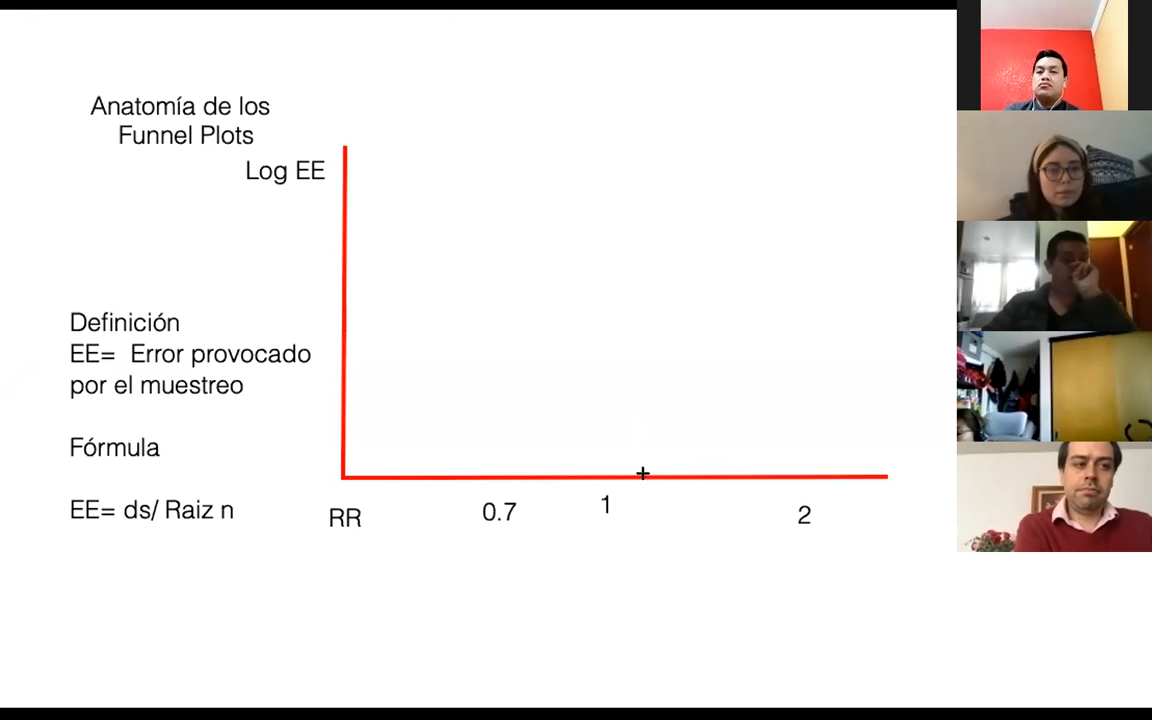 Anatomía de los
Funnel Plots
Log EE
Definición
EE= Error provocado
por el muestreo
Fórmula
EE= ds/ Raiz n
RR
0.7
1
2